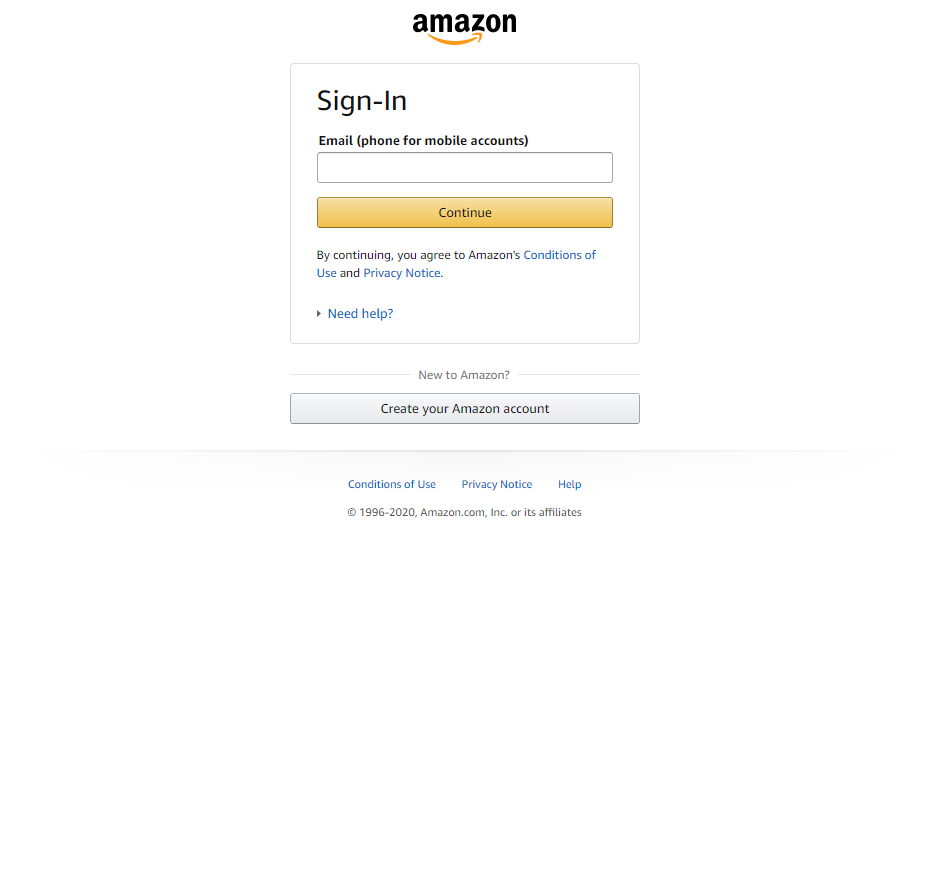 amazon
Sign-In
Email (phone for mobile accounts)
Continue
By continuing, you agree to Amazon's Conditions of
Use and Privacy Notice.
Need help?
New to Amazon?
Create your Amazon account
Conditions of Use Privacy Notice Help
© 1996-2020, Amazon.com, Inc. or its affiliates